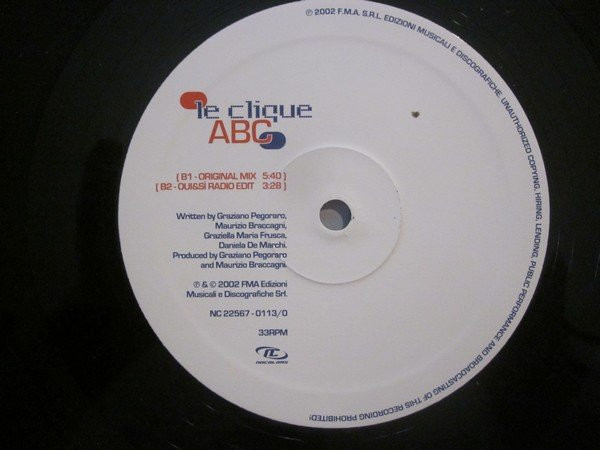 ℗ 2002 F.M.A. S.R.L. EDIZIONI MUSICALI E DISCOGRAFICHE. UNAUTHORIZED COPYING, HIRING, LENDING, PUBLIC PERFORMANCE AND BROADCASTING OF THIS RECORDING PROHIBITED!
le clique
ABC
[ B1 - ORIGINAL MIX 5:40 ]
[ B2 - OUI&SÌ RADIO EDIT 3:28 ]
Written by Graziano Pegoraro,
Maurizio Braccagni,
Graziella Maria Frusca,
Daniela De Marchi.
Produced by Graziano Pegoraro
and Maurizio Braccagni.
℗ & © 2002 FMA Edizioni
Musicali e Discografiche Srl.
NC 22567 - 0113/0
33RPM